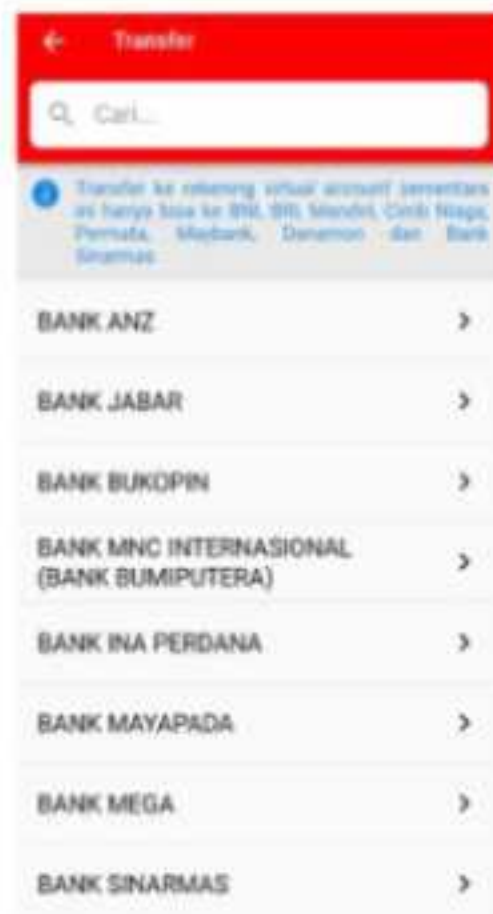 Transfer
Cari...
Transfer ke rekening virtual account sementara
ini hanya bisa ke BNI, BRI, Mandiri, Cimb Niaga,
Permata, Maybank, Danamon dan Bank
Sinarmas
BANK ANZ
BANK JABAR
BANK BUKOPIN
BANK MNC INTERNASIONAL
(BANK BUMIPUTERA)
BANK INA PERDANA
BANK MAYAPADA
BANK MEGA
BANK SINARMAS